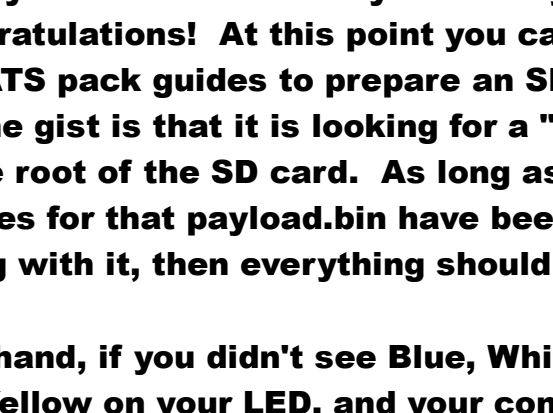 ratulations!  At this point you ca
TS pack guides to prepare an S
e gist is that it is looking for a "
root of the SD card.  As long as
es for that payload.bin have bee
g with it, then everything should
hand, if you didn't see Blue, Whi
ellow on your LED, and your con